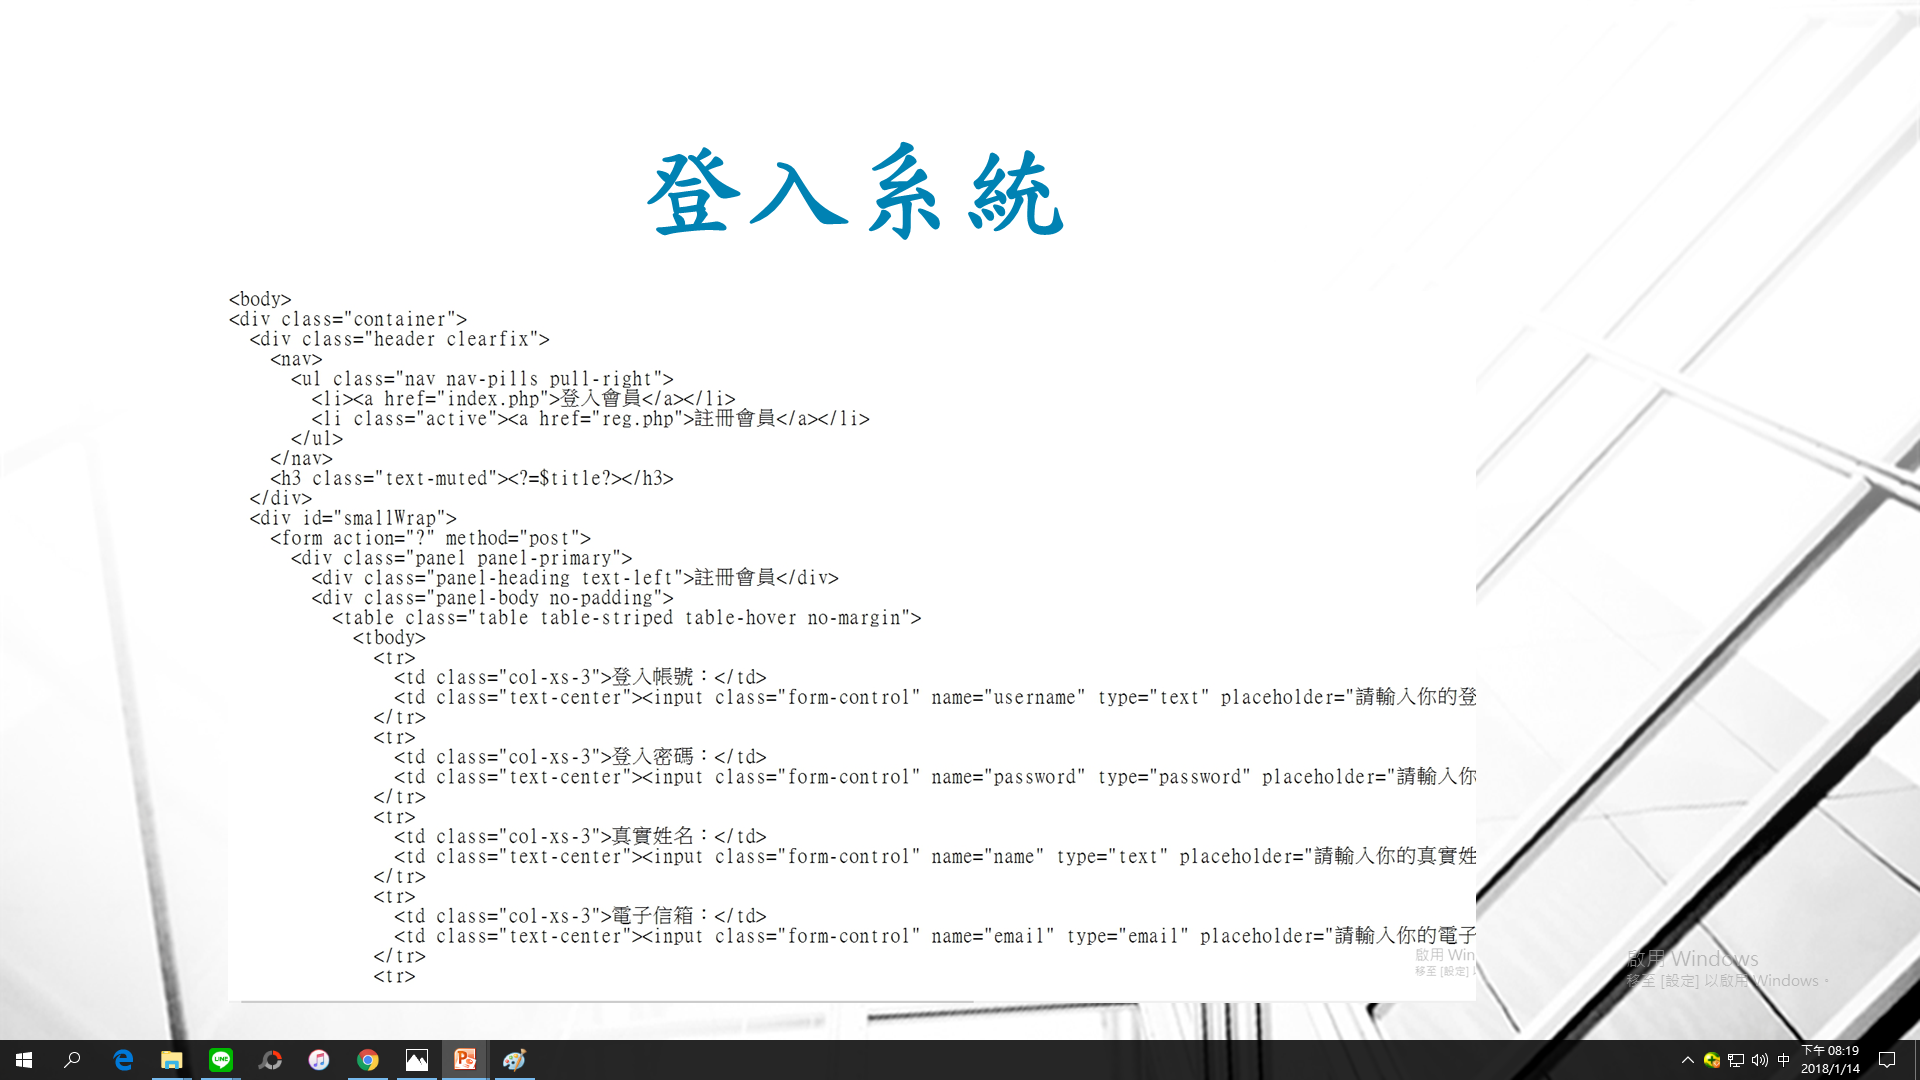 登入系統
<body>
<div class="container">
<div class="header clearfix">
<nav>
<ul class="nav nav-pills pull-right">
<li><a href="index.php">登入會員</a></li>
<li class="active"><a href="reg.php">註冊會員</a></li>
</ul>
</nav>
<h3 class="text-muted"><?=$title?></h3>
</div>
<div id="smallWrap">
<form action="?" method="post">
<div class="panel panel-primary">
<div class="panel-heading text-left">註冊會員</div>
<div class="panel-body no-padding">
<table class="table table-striped table-hover no-margin">
<tbody>
<tr>
<td class="col-xs-3">登入帳號：</td>
<td class="text-center"><input class="form-control" name="username" type="text" placeholder="請輸入你的登
</tr>
<tr>
<td class="col-xs-3">登入密碼：</td>
<td class="text-center"><input class="form-control" name="password" type="password" placeholder="請輸入你
</tr>
<tr>
<td class="col-xs-3">真實姓名：</td>
<td class="text-center"><input class="form-control" name="name" type="text" placeholder="請輸入你的真實姓
</tr>
<tr>
<td class="col-xs-3">電子信箱：</td>
<td class="text-center"><input class="form-control" name="email" type="email" placeholder="請輸入你的電子
</tr>
<tr>
啟用 Win
移至 [設定]
啟用 Windows
移至 [設定] 以啟用 Windows。
LINE
中
下午 08:19
2018/1/14